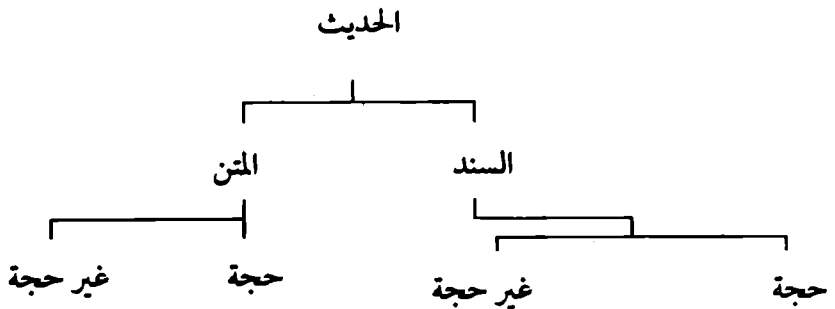 الحديث
السند المتن
حجة غير حجة حجة غير حجة